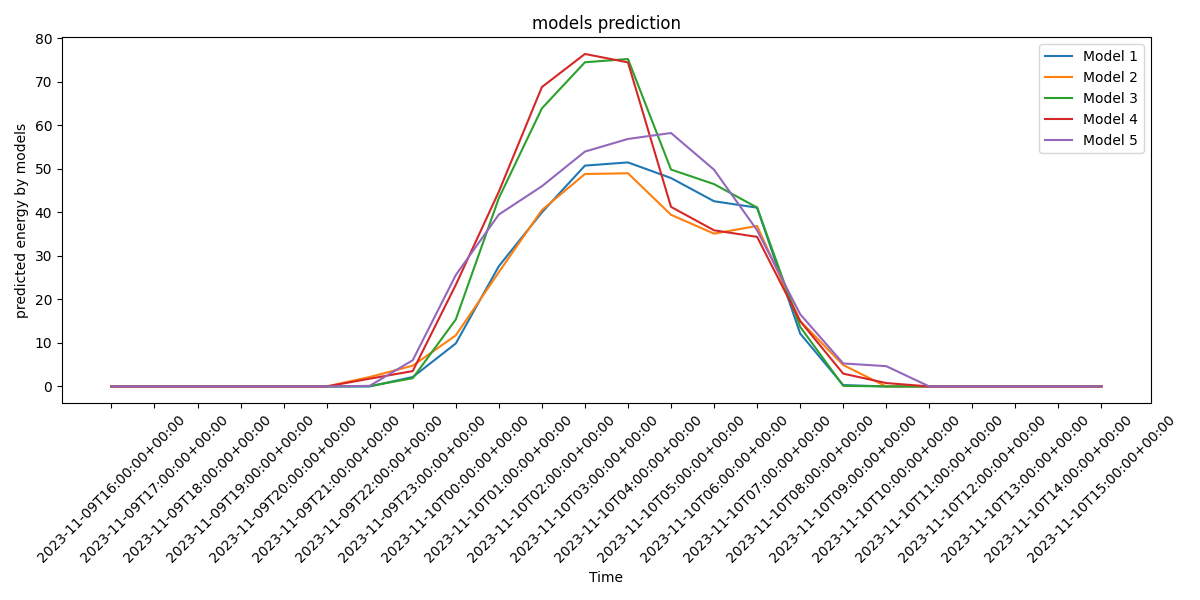 models prediction
80
70
60
50
40
30
20
10
0
predicted energy by models
Model 1
Model 2
Model 3
Model 4
Model 5
2023-11-09T16:00:00+00:00
2023-11-09T17:00:00+00:00
2023-11-09T18:00:00+00:00
2023-11-09T19:00:00+00:00
2023-11-09T20:00:00+00:00
2023-11-09T21:00:00+00:00
2023-11-09T22:00:00+00:00
2023-11-09T23:00:00+00:00
2023-11-10T00:00:00+00:00
2023-11-10T01:00:00+00:00
2023-11-10T02:00:00+00:00
2023-11-10T03:00:00+00:00
2023-11-10T04:00:00+00:00
2023-11-10T05:00:00+00:00
2023-11-10T06:00:00+00:00
2023-11-10T07:00:00+00:00
2023-11-10T08:00:00+00:00
2023-11-10T09:00:00+00:00
2023-11-10T10:00:00+00:00
2023-11-10T11:00:00+00:00
2023-11-10T12:00:00+00:00
2023-11-10T13:00:00+00:00
2023-11-10T14:00:00+00:00
2023-11-10T15:00:00+00:00
Time